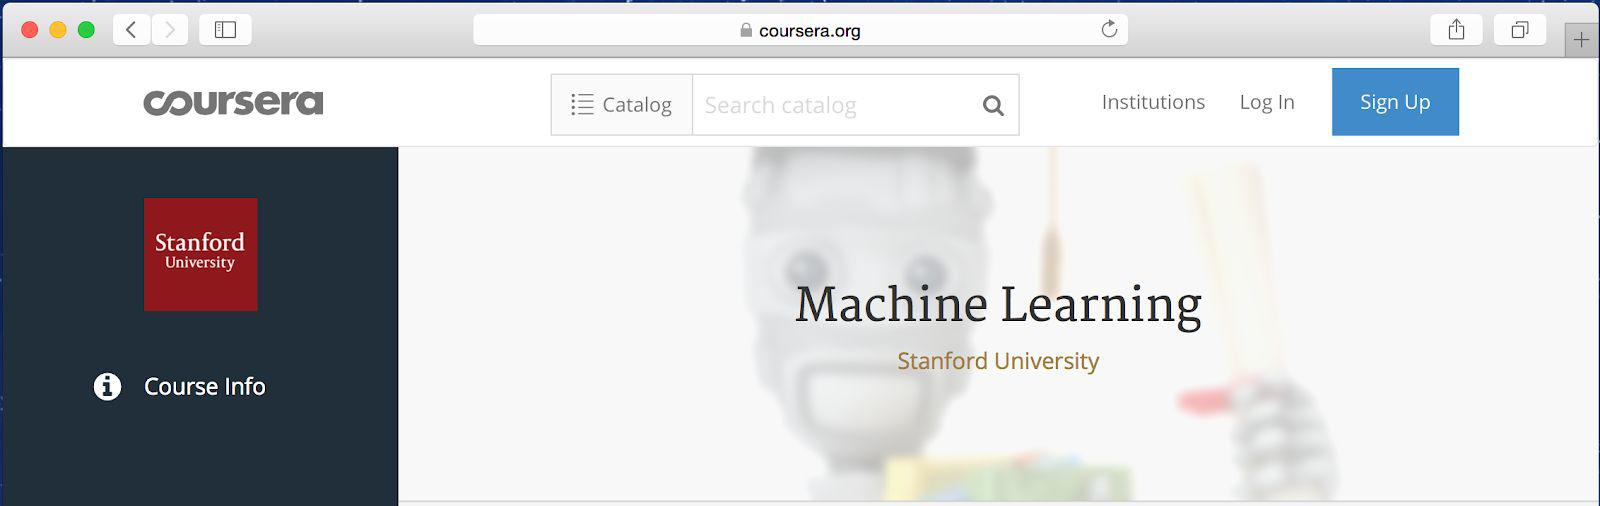 coursera.org
coursera
Catalog
Search catalog
Institutions
Log In
Sign Up
Stanford
University
Course Info
Machine Learning
Stanford University